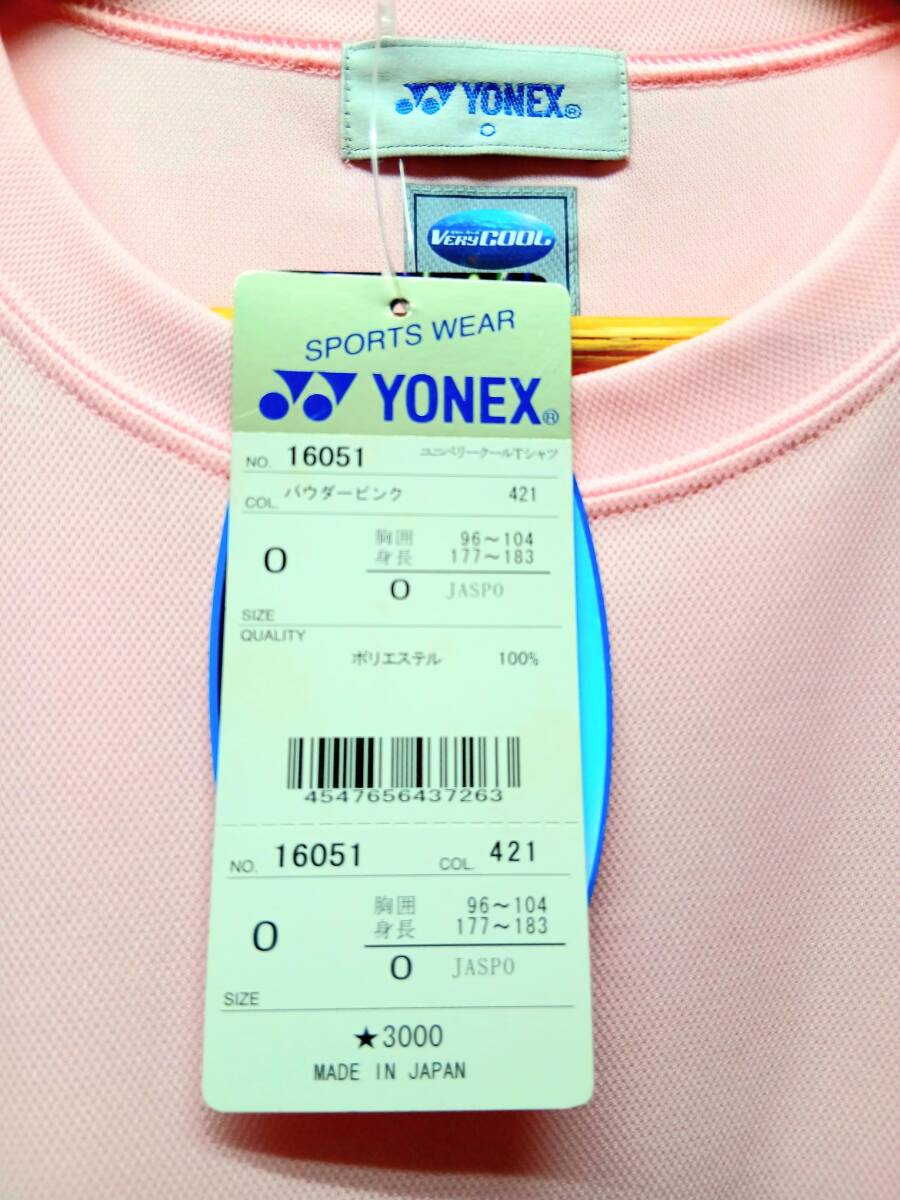 YONEX®
O
VERYCOOL
SPORTS WEAR
YONEX®
NO. 16051 ユニベリークールTシャツ
COL. パウダーピンク 421
O 胸囲 96～104
身長 177～183
O JASPO
SIZE
QUALITY
ポリエステル 100%
4547656437263
NO. 16051 COL. 421
O 胸囲 96～104
身長 177～183
O JASPO
SIZE
★3000
MADE IN JAPAN